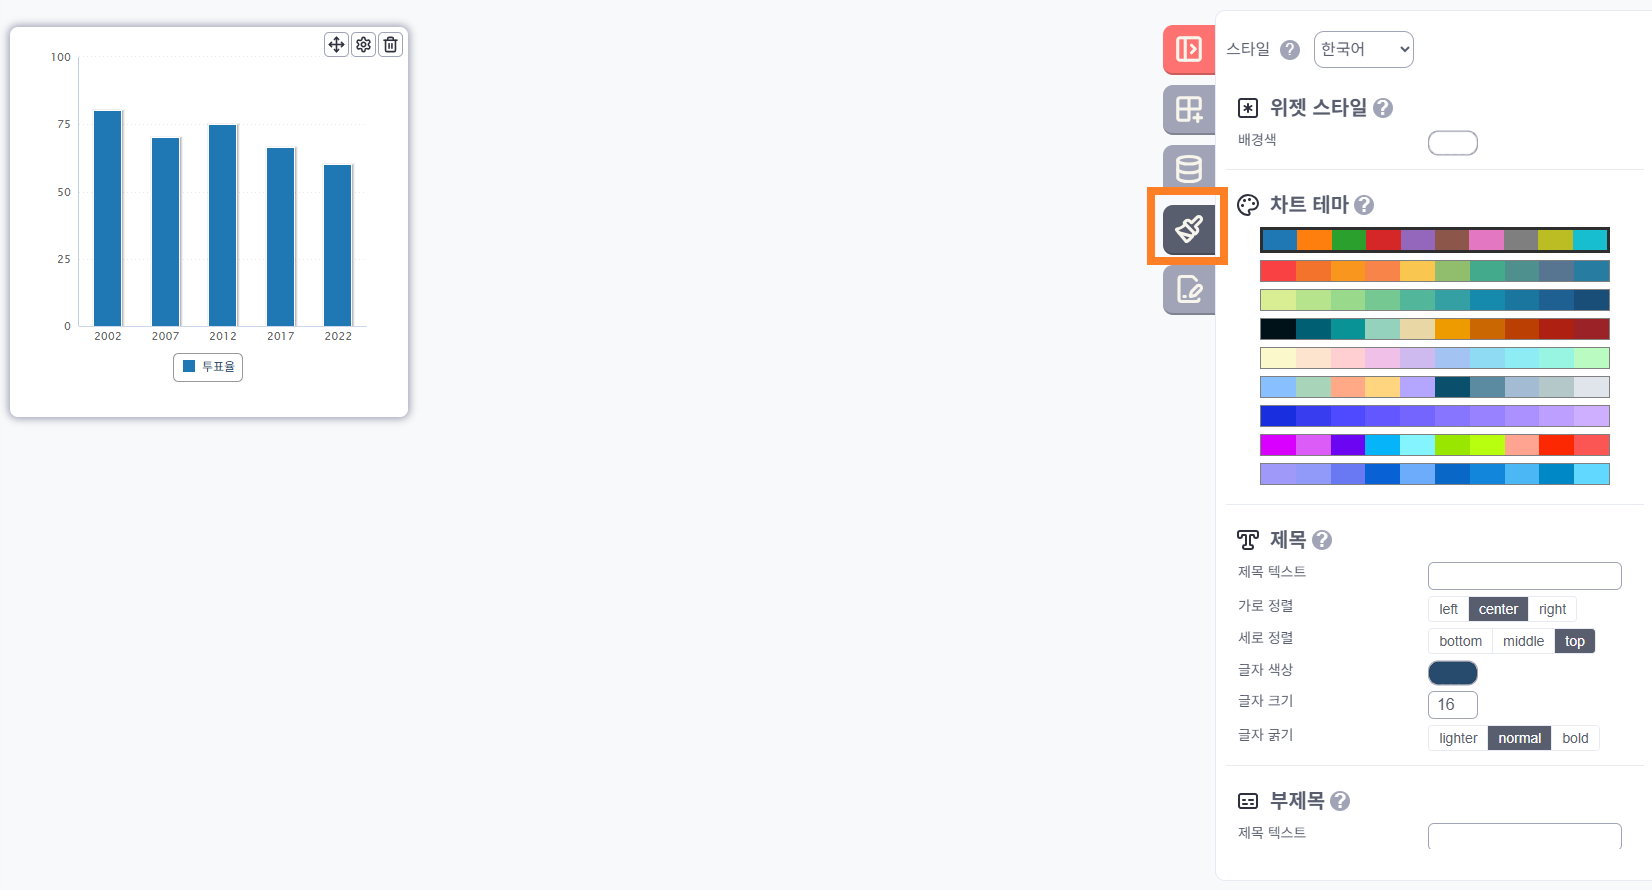 100
75
50
25
0
2002 2007 2012 2017 2022
투표율
스타일 ? 한국어
위젯 스타일 ?
배경색
차트 테마 ?
제목 ?
제목 텍스트
가로 정렬 left center right
세로 정렬 bottom middle top
글자 색상
글자 크기 16
글자 굵기 lighter normal bold
부제목 ?
제목 텍스트